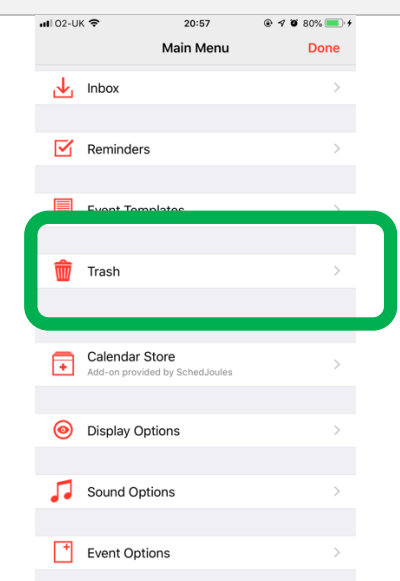 O2-UK 20:57 80%
Main Menu Done
Inbox
Reminders
Event Templates
Trash
Calendar Store
Add-on provided by SchedJoules
Display Options
Sound Options
Event Options